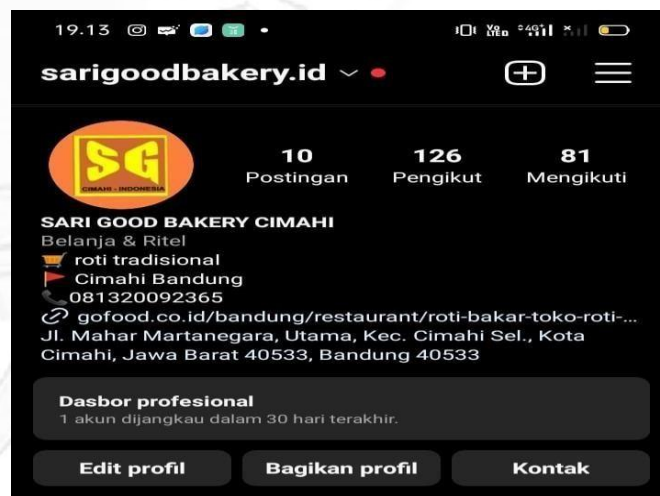 19.13
sarigoodbakery.id
SG
CIMAHI - INDONESIA
10 126 81
Postingan Pengikut Mengikuti
SARI GOOD BAKERY CIMAHI
Belanja & Ritel
roti tradisional
Cimahi Bandung
081320092365
gofood.co.id/bandung/restaurant/roti-bakar-toko-roti-...
Jl. Mahar Martanegara, Utama, Kec. Cimahi Sel., Kota
Cimahi, Jawa Barat 40533, Bandung 40533
Dasbor profesional
1 akun dijangkau dalam 30 hari terakhir.
Edit profil Bagikan profil Kontak